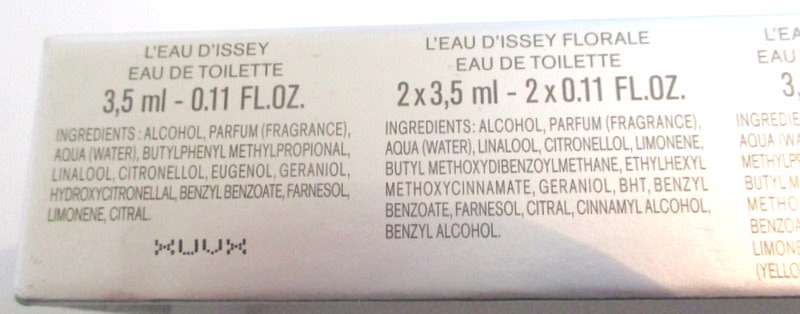 L'EAU D'ISSEY
EAU DE TOILETTE
3,5 ml - 0.11 FL.OZ.
INGREDIENTS : ALCOHOL, PARFUM (FRAGRANCE),
AQUA (WATER), BUTYLPHENYL METHYLPROPIONAL,
LINALOOL, CITRONELLOL, EUGENOL, GERANIOL,
HYDROXYCITRONELLAL, BENZYL BENZOATE, FARNESOL,
LIMONENE, CITRAL.
L'EAU D'ISSEY FLORALE
EAU DE TOILETTE
2 x 3,5 ml - 2 x 0.11 FL.OZ.
INGREDIENTS : ALCOHOL, PARFUM (FRAGRANCE),
AQUA (WATER), LINALOOL, CITRONELLOL, LIMONENE,
BUTYL METHOXYDIBENZOYLMETHANE, ETHYLHEXYL
METHOXYCINNAMATE, GERANIOL, BHT, BENZYL
BENZOATE, FARNESOL, CITRAL, CINNAMYL ALCOHOL,
BENZYL ALCOHOL.
L'EA
EAU
3,
INGREDIE
AQUA (WA
METHYLPR
BUTYL M
METHO
BENZOA
LIMONE
(YELLO